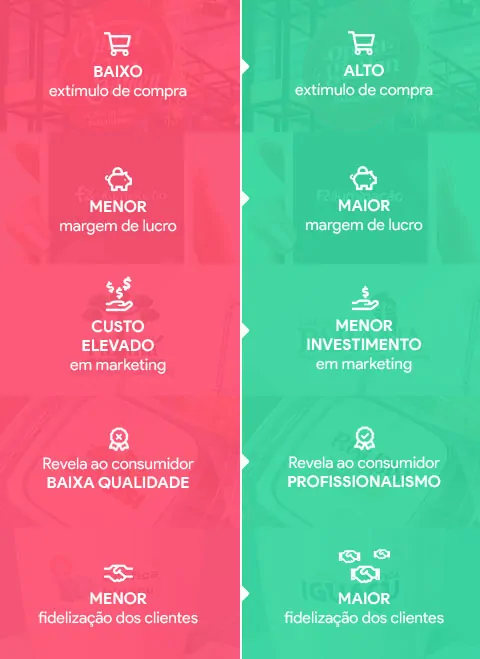 BAIXO
extímulo de compra
ALTO
extímulo de compra
MENOR
margem de lucro
MAIOR
margem de lucro
CUSTO
ELEVADO
em marketing
MENOR
INVESTIMENTO
em marketing
Revela ao consumidor
BAIXA QUALIDADE
Revela ao consumidor
PROFISSIONALISMO
MENOR
fidelização dos clientes
MAIOR
fidelização dos clientes